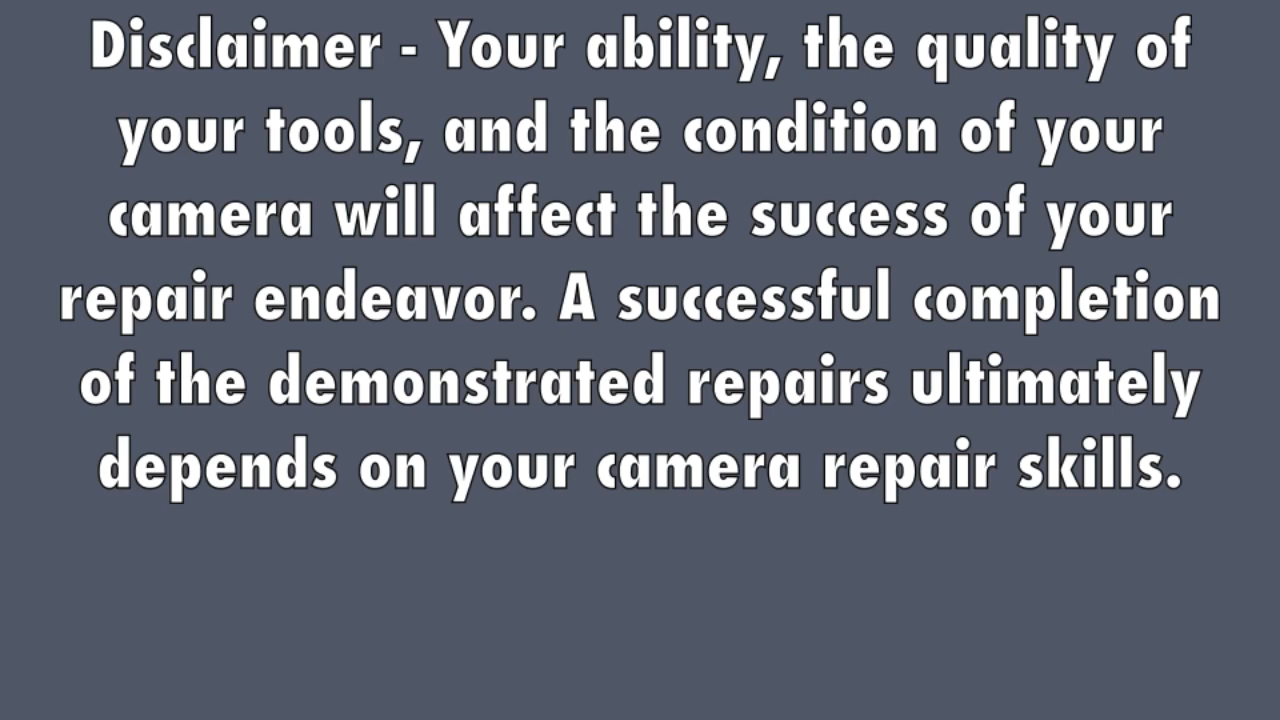 Disclaimer - Your ability, the quality of
your tools, and the condition of your
camera will affect the success of your
repair endeavor. A successful completion
of the demonstrated repairs ultimately
depends on your camera repair skills.